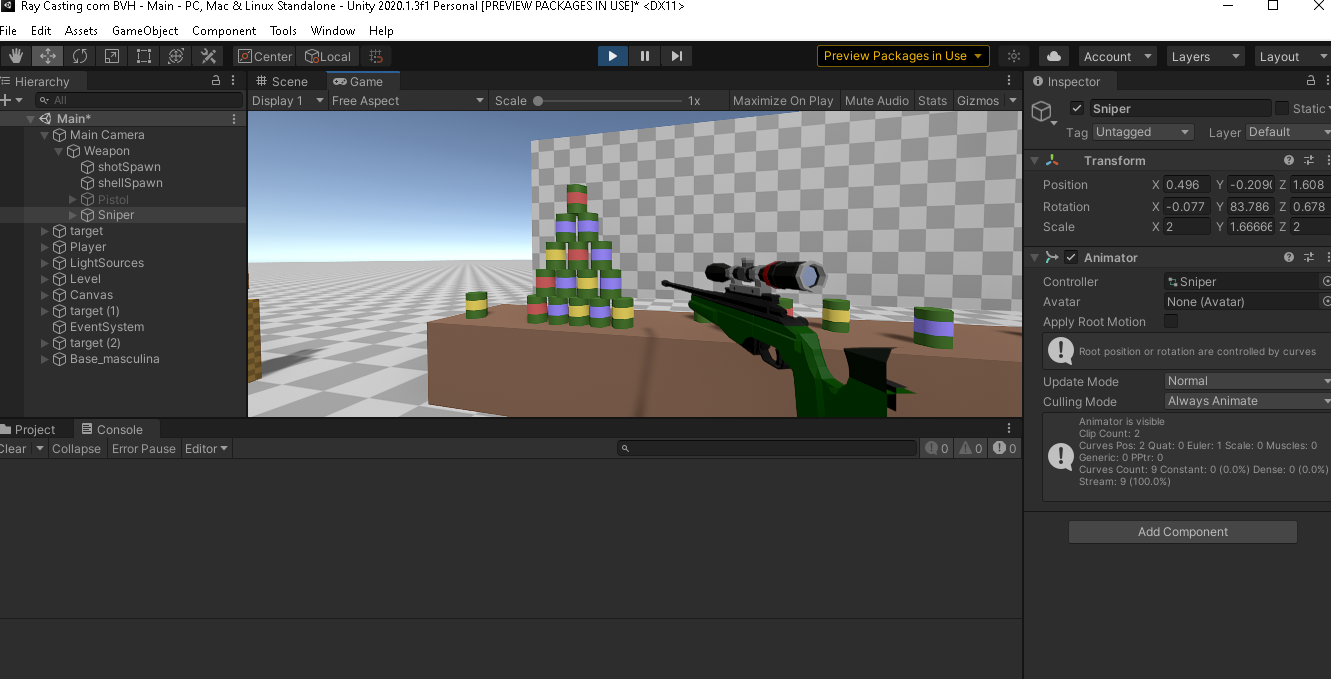 Ray Casting com BVH - Main - PC, Mac & Linux Standalone - Unity 2020.1.3f1 Personal [PREVIEW PACKAGES IN USE]* <DX11>
File Edit Assets GameObject Component Tools Window Help
Center Local Preview Packages in Use Account Layers Layout
Hierarchy
All
Main*
Main Camera
Weapon
shotSpawn
shellSpawn
Pistol
Sniper
target
Player
LightSources
Level
Canvas
target (1)
EventSystem
target (2)
Base_masculina
Scene Game
Display 1 Free Aspect Scale 1x Maximize On Play Mute Audio Stats Gizmos
Project Console
Clear Collapse Error Pause Editor 0 0 0
Inspector
Sniper Static
Tag Untagged Layer Default
Transform
Position X 0.496 Y -0.2090 Z 1.608
Rotation X -0.077 Y 83.786 Z 0.678
Scale X 2 Y 1.66666 Z 2
Animator
Controller Sniper
Avatar None (Avatar)
Apply Root Motion
Root position or rotation are controlled by curves
Update Mode Normal
Culling Mode Always Animate
Animator is visible
Clip Count: 2
Curves Pos: 2 Quat: 0 Euler: 1 Scale: 0 Muscles: 0
Generic: 0 PPtr: 0
Curves Count: 9 Constant: 0 (0.0%) Dense: 0 (0.0%)
Stream: 9 (100.0%)
Add Component